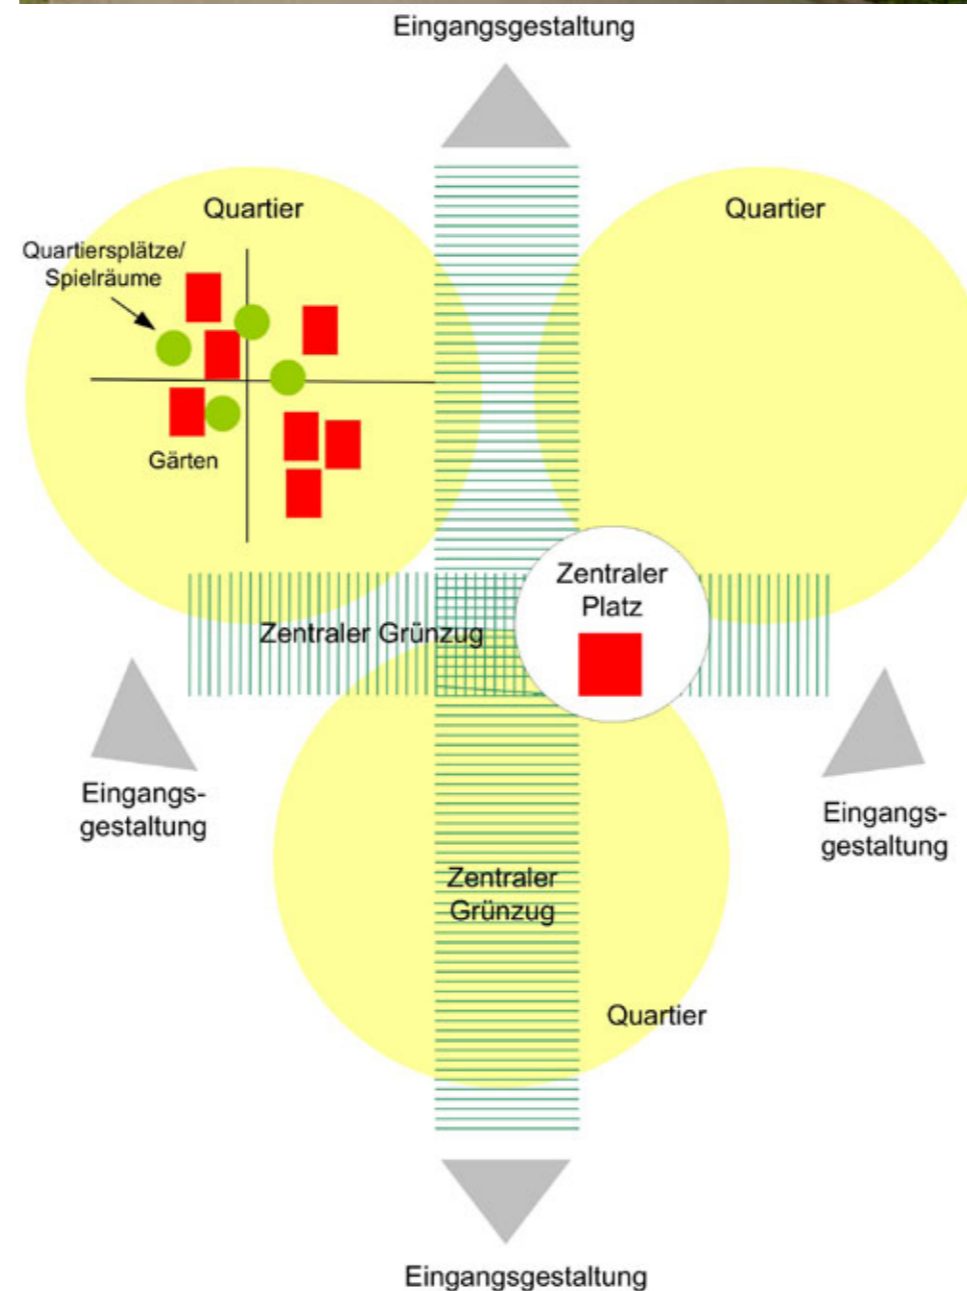 Eingangsgestaltung
Quartier
Quartier
Quartiersplätze/
Spielräume
Gärten
Zentraler
Platz
Zentraler Grünzug
Eingangs-
gestaltung
Eingangs-
gestaltung
Zentraler
Grünzug
Quartier
Eingangsgestaltung